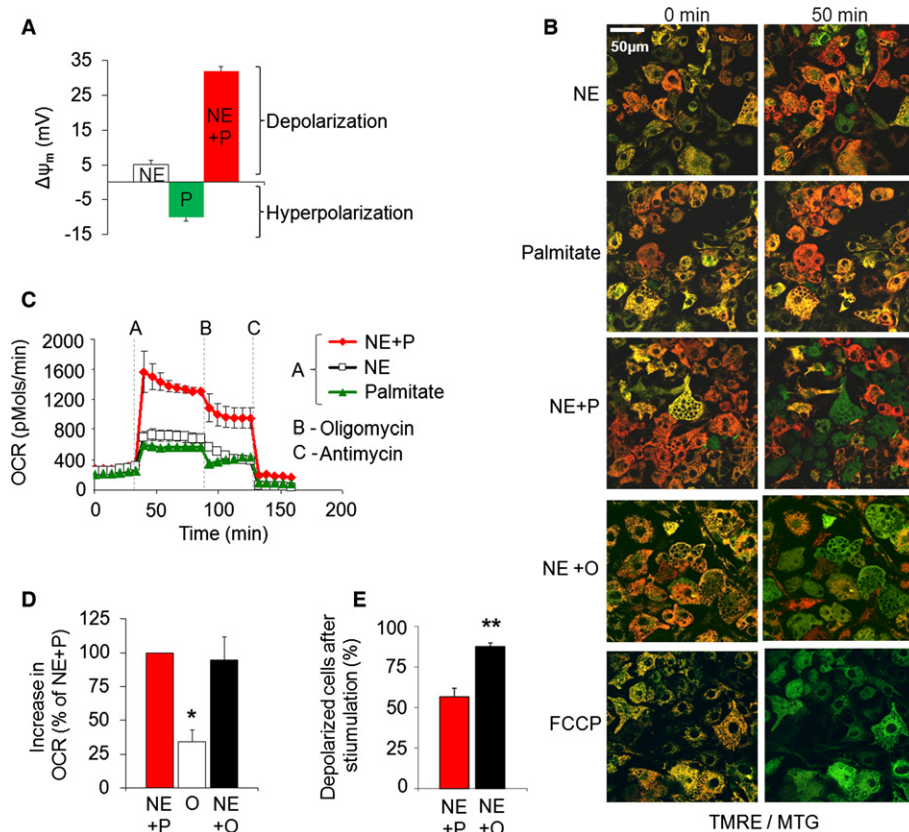 A
ΔΨm (mV)
35
25
15
5
-5
-15
NE
P
NE
+P
Depolarization
Hyperpolarization
B
0 min
50 min
50µm
NE
Palmitate
NE+P
NE +O
FCCP
TMRE / MTG
C
OCR (pMols/min)
2000
1600
1200
800
400
0
0
50
100
150
200
Time (min)
A
B
C
A
NE+P
NE
Palmitate
B - Oligomycin
C - Antimycin
D
Increase in
OCR (% of NE+P)
125
100
75
50
25
0
*
NE
+P
O
NE
+O
E
Depolarized cells after
stiumulation (%)
100
75
50
25
0
**
NE
+P
NE
+O